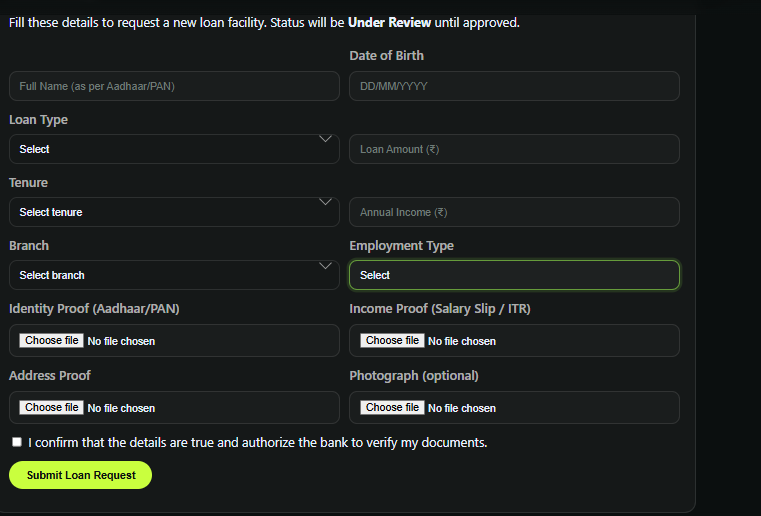 Fill these details to request a new loan facility. Status will be Under Review until approved.
Date of Birth
Full Name (as per Aadhaar/PAN)
DD/MM/YYYY
Loan Type
Select
Loan Amount (₹)
Tenure
Select tenure
Annual Income (₹)
Branch
Employment Type
Select branch
Select
Identity Proof (Aadhaar/PAN)
Income Proof (Salary Slip / ITR)
Choose file No file chosen
Choose file No file chosen
Address Proof
Photograph (optional)
Choose file No file chosen
Choose file No file chosen
I confirm that the details are true and authorize the bank to verify my documents.
Submit Loan Request